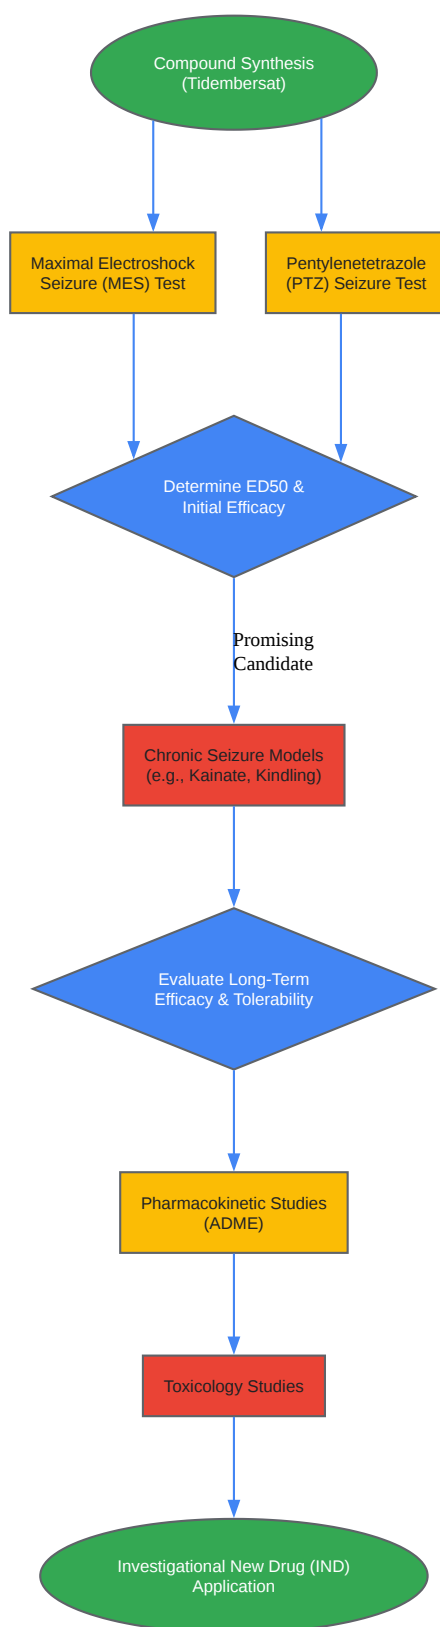 Compound Synthesis
(Tidembersat)
Maximal Electroshock
Seizure (MES) Test
Pentylenetetrazole
(PTZ) Seizure Test
Determine ED50 &
Initial Efficacy
Promising
Candidate
Chronic Seizure Models
(e.g., Kainate, Kindling)
Evaluate Long-Term
Efficacy & Tolerability
Pharmacokinetic Studies
(ADME)
Toxicology Studies
Investigational New Drug (IND)
Application